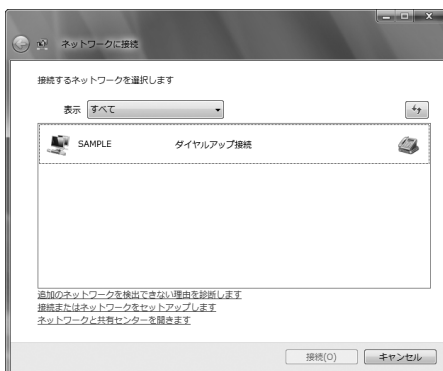 ネットワークに接続
接続するネットワークを選択します
表示 すべて
SAMPLE ダイヤルアップ接続
追加のネットワークを検出できない理由を診断します
接続またはネットワークをセットアップします
ネットワークと共有センターを開きます
接続(O) キャンセル